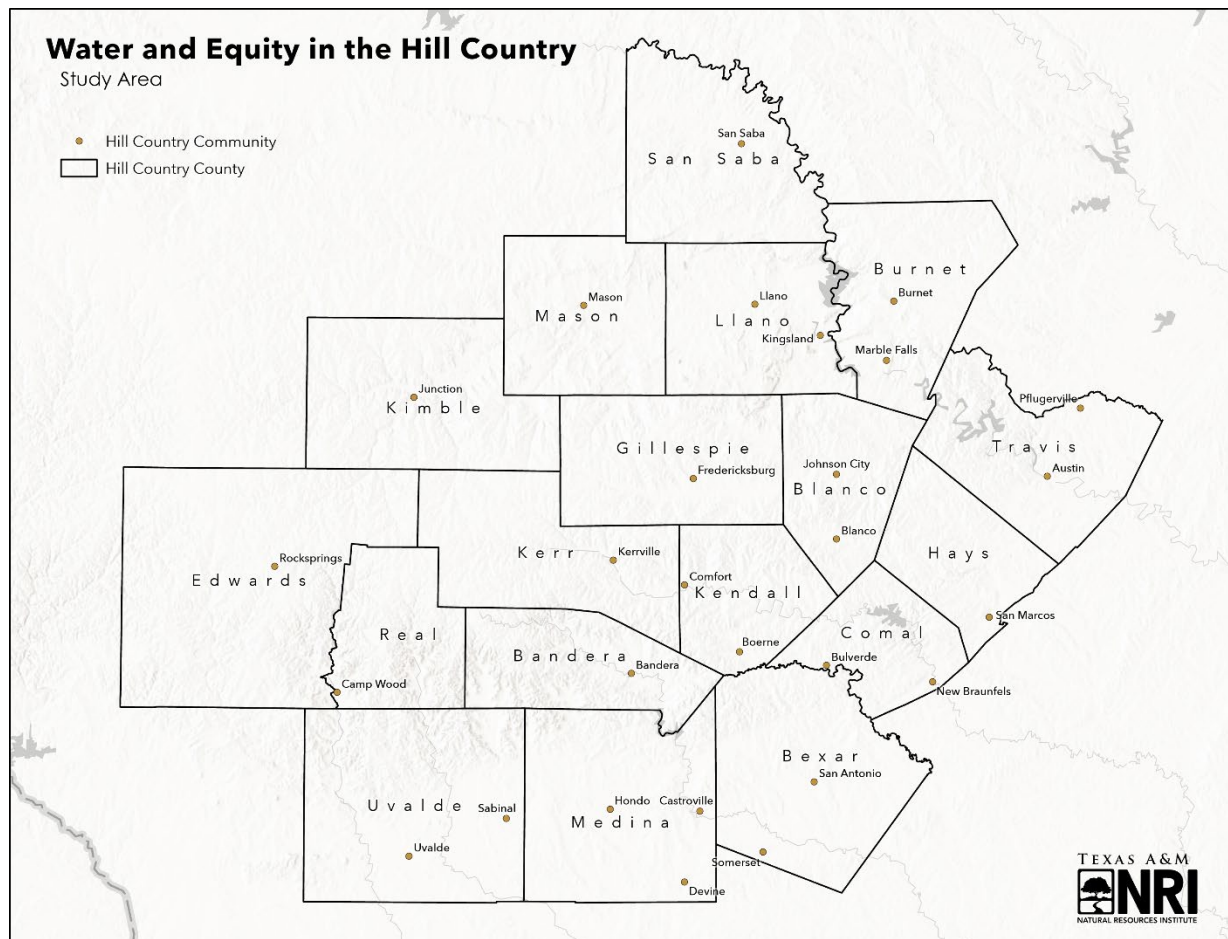 Water and Equity in the Hill Country
Study Area
Hill Country Community
Hill Country County
San Saba
San Saba
Burnet
Burnet
Mason
Mason
Llano
Llano
Kingsland
Marble Falls
Junction
Kimble
Pflugerville
Travis
Austin
Gillespie
Fredericksburg
Johnson City
Blanco
Blanco
Hays
San Marcos
Rocksprings
Edwards
Kerr
Kerrville
Comfort
Kendall
Boerne
Comal
Bulverde
New Braunfels
Real
Camp Wood
Bandera
Bandera
Bexar
San Antonio
Somerset
Uvalde
Sabinal
Uvalde
Hondo
Castroville
Medina
Devine
TEXAS A&M
NRI
NATURAL RESOURCES INSTITUTE